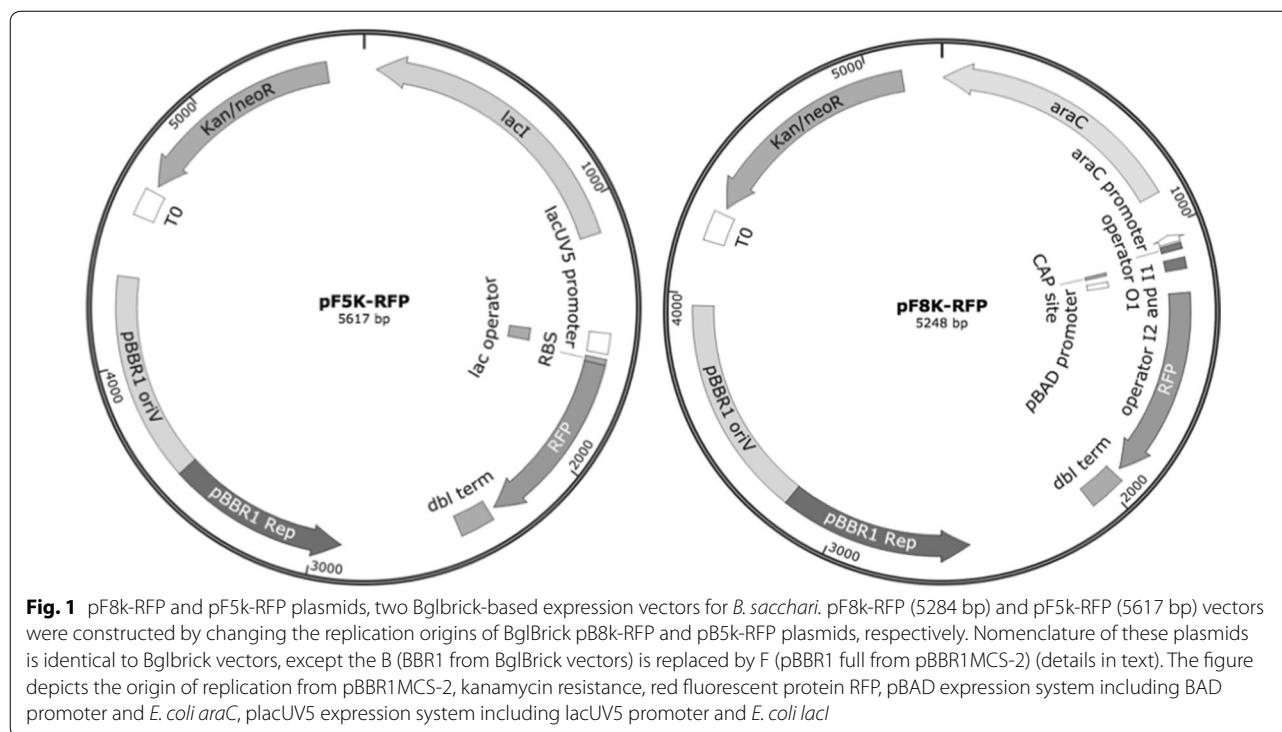 5000
Kan/neoR
lacI
1000
T0
lacUV5 promoter
lac operator
RBS
pF5K-RFP
5617 bp
pBBR1 oriV
4000
RFP
2000
dbl term
pBBR1 Rep
3000
5000
Kan/neoR
araC
1000
araC promoter
operator O1
operator I2 and I1
T0
CAP site
pBAD promoter
pF8K-RFP
5248 bp
4000
pBBR1 oriV
RFP
dbl term
2000
pBBR1 Rep
3000
Fig. 1 pF8k-RFP and pF5k-RFP plasmids, two Bglbrick-based expression vectors for B. sacchari. pF8k-RFP (5284 bp) and pF5k-RFP (5617 bp) vectors
were constructed by changing the replication origins of BglBrick pB8k-RFP and pB5k-RFP plasmids, respectively. Nomenclature of these plasmids
is identical to Bglbrick vectors, except the B (BBR1 from BglBrick vectors) is replaced by F (pBBR1 full from pBBR1MCS-2) (details in text). The figure
depicts the origin of replication from pBBR1MCS-2, kanamycin resistance, red fluorescent protein RFP, pBAD expression system including BAD
promoter and E. coli araC, placUV5 expression system including lacUV5 promoter and E. coli lacI